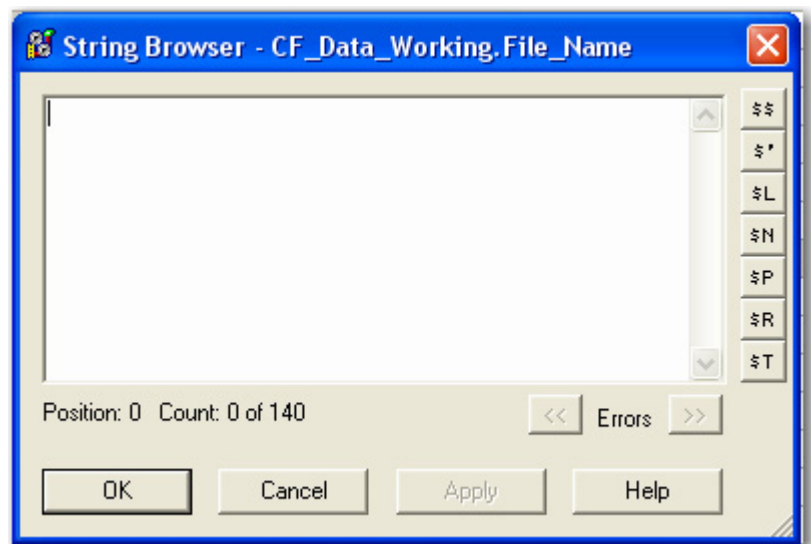 String Browser - CF_Data_Working.File_Name
$$
$'
$L
$N
$P
$R
$T
Position: 0 Count: 0 of 140
<< Errors >>
OK Cancel Apply Help